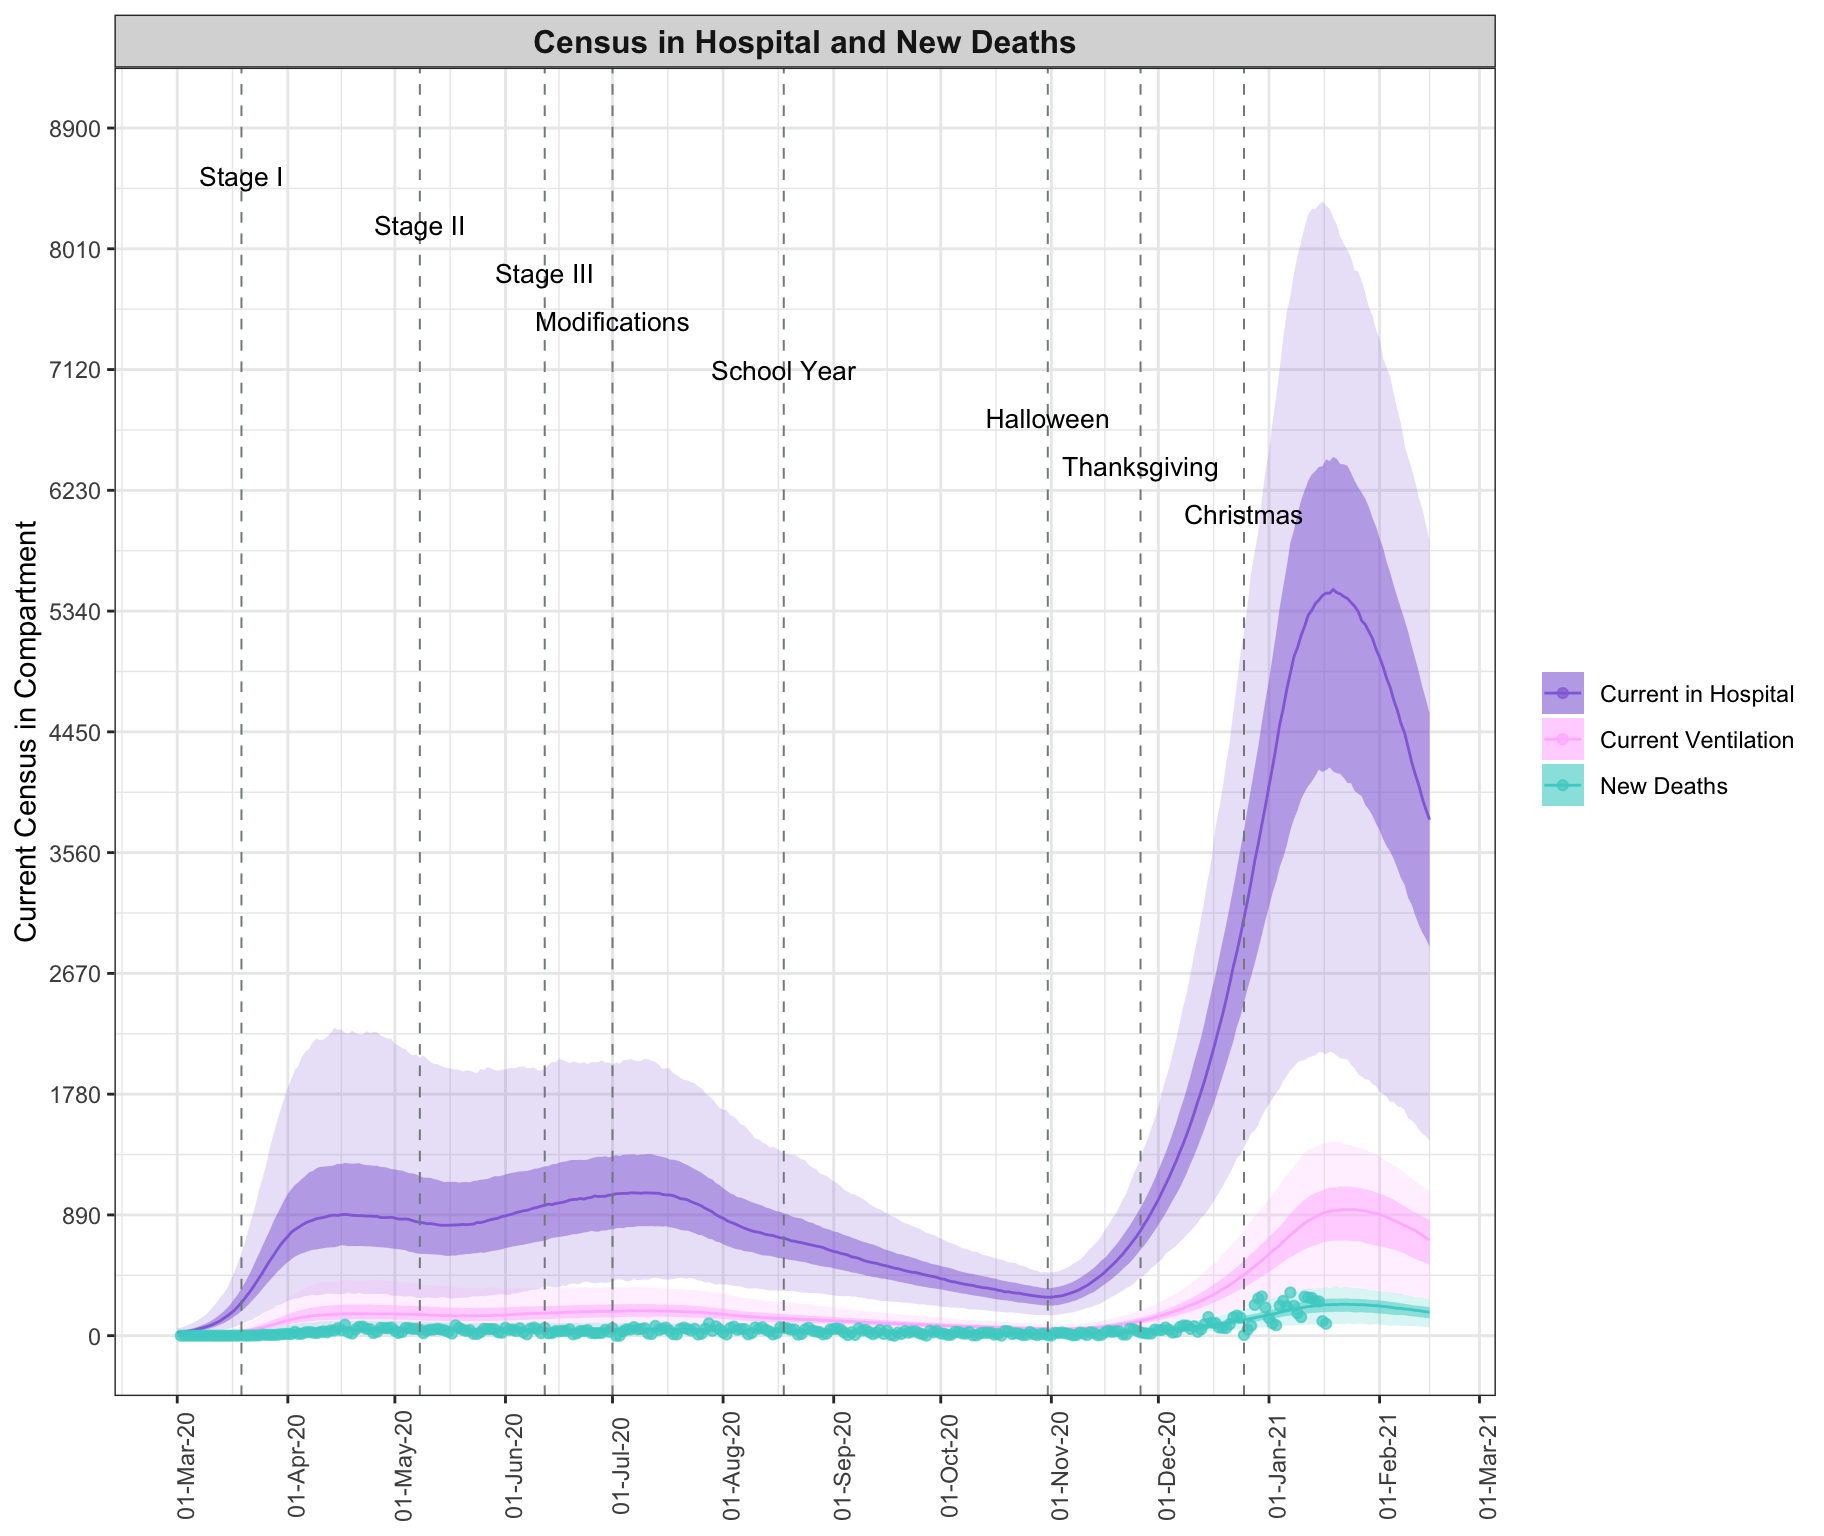 Census in Hospital and New Deaths
Current Census in Compartment
8900
8010
7120
6230
5340
4450
3560
2670
1780
890
0
Stage I
Stage II
Stage III
Modifications
School Year
Halloween
Thanksgiving
Christmas
01-Mar-20
01-Apr-20
01-May-20
01-Jun-20
01-Jul-20
01-Aug-20
01-Sep-20
01-Oct-20
01-Nov-20
01-Dec-20
01-Jan-21
01-Feb-21
01-Mar-21
Current in Hospital
Current Ventilation
New Deaths